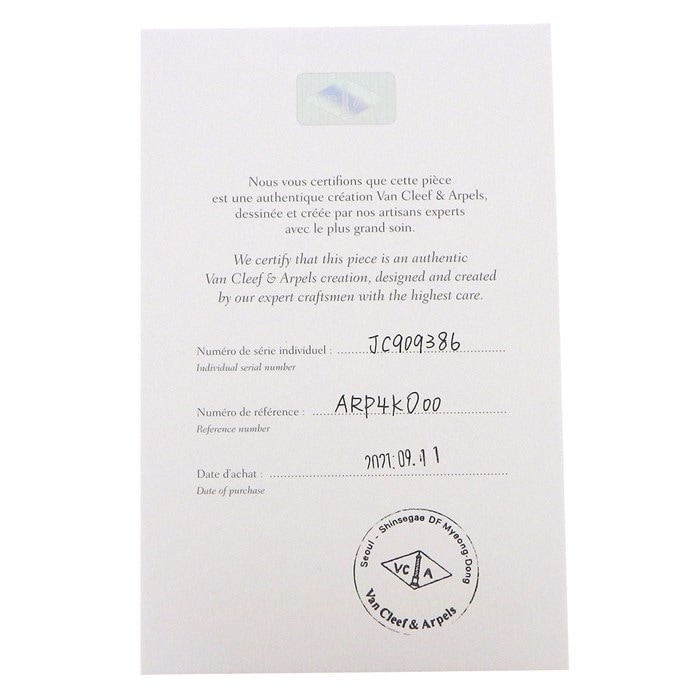 Nous vous certifions que cette pièce
est une authentique création Van Cleef & Arpels,
dessinée et créée par nos artisans experts
avec le plus grand soin.
We certify that this piece is an authentic
Van Cleef & Arpels creation, designed and created
by our expert craftsmen with the highest care.
Numéro de série individuel : JC909386
Individual serial number
Numéro de référence : ARP4KD00
Reference number
Date d'achat : 2021.09.11
Date of purchase
Seoul - Shinsegae DF Myeong-Dong
VC A
Van Cleef & Arpels